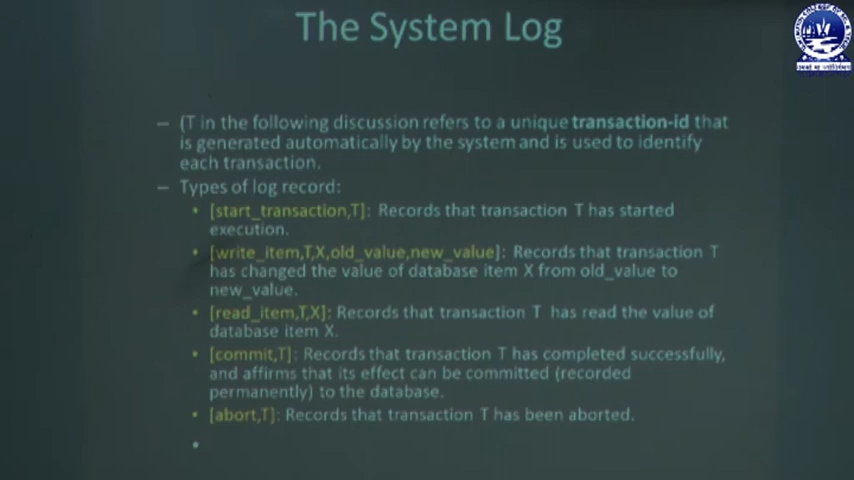 The System Log
– (T in the following discussion refers to a unique transaction-id that
is generated automatically by the system and is used to identify
each transaction.
– Types of log record:
• [start_transaction,T]: Records that transaction T has started
execution.
• [write_item,T,X,old_value,new_value]: Records that transaction T
has changed the value of database item X from old_value to
new_value.
• [read_item,T,X]: Records that transaction T has read the value of
database item X.
• [commit,T]: Records that transaction T has completed successfully,
and affirms that its effect can be committed (recorded
permanently) to the database.
• [abort,T]: Records that transaction T has been aborted.
•